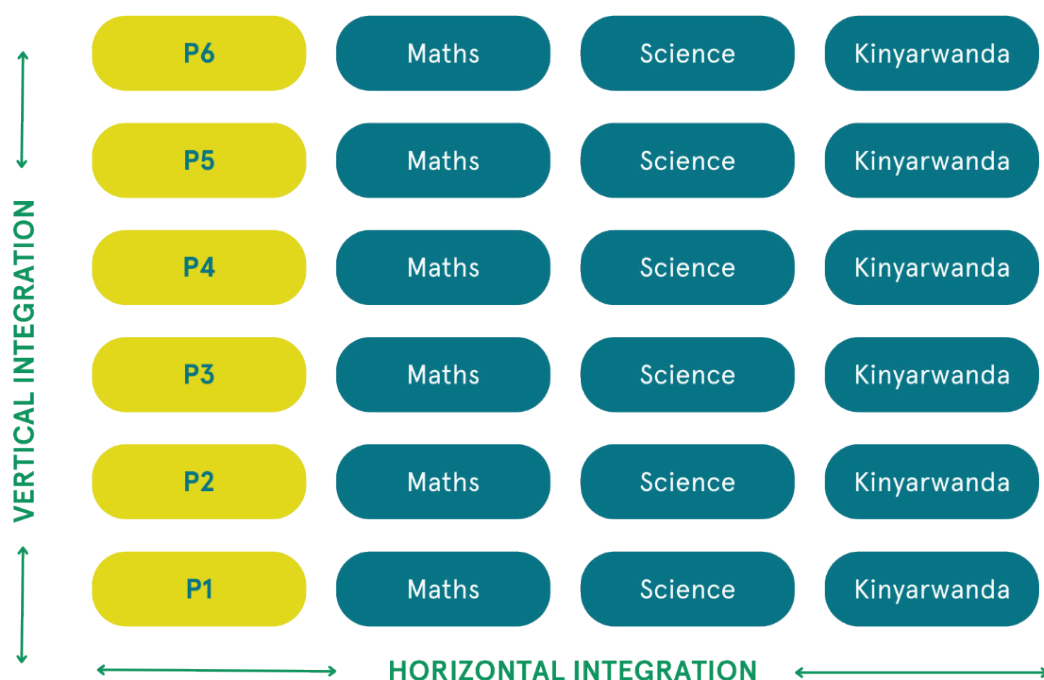 P6 Maths Science Kinyarwanda
P5 Maths Science Kinyarwanda
P4 Maths Science Kinyarwanda
P3 Maths Science Kinyarwanda
P2 Maths Science Kinyarwanda
P1 Maths Science Kinyarwanda
VERTICAL INTEGRATION
HORIZONTAL INTEGRATION